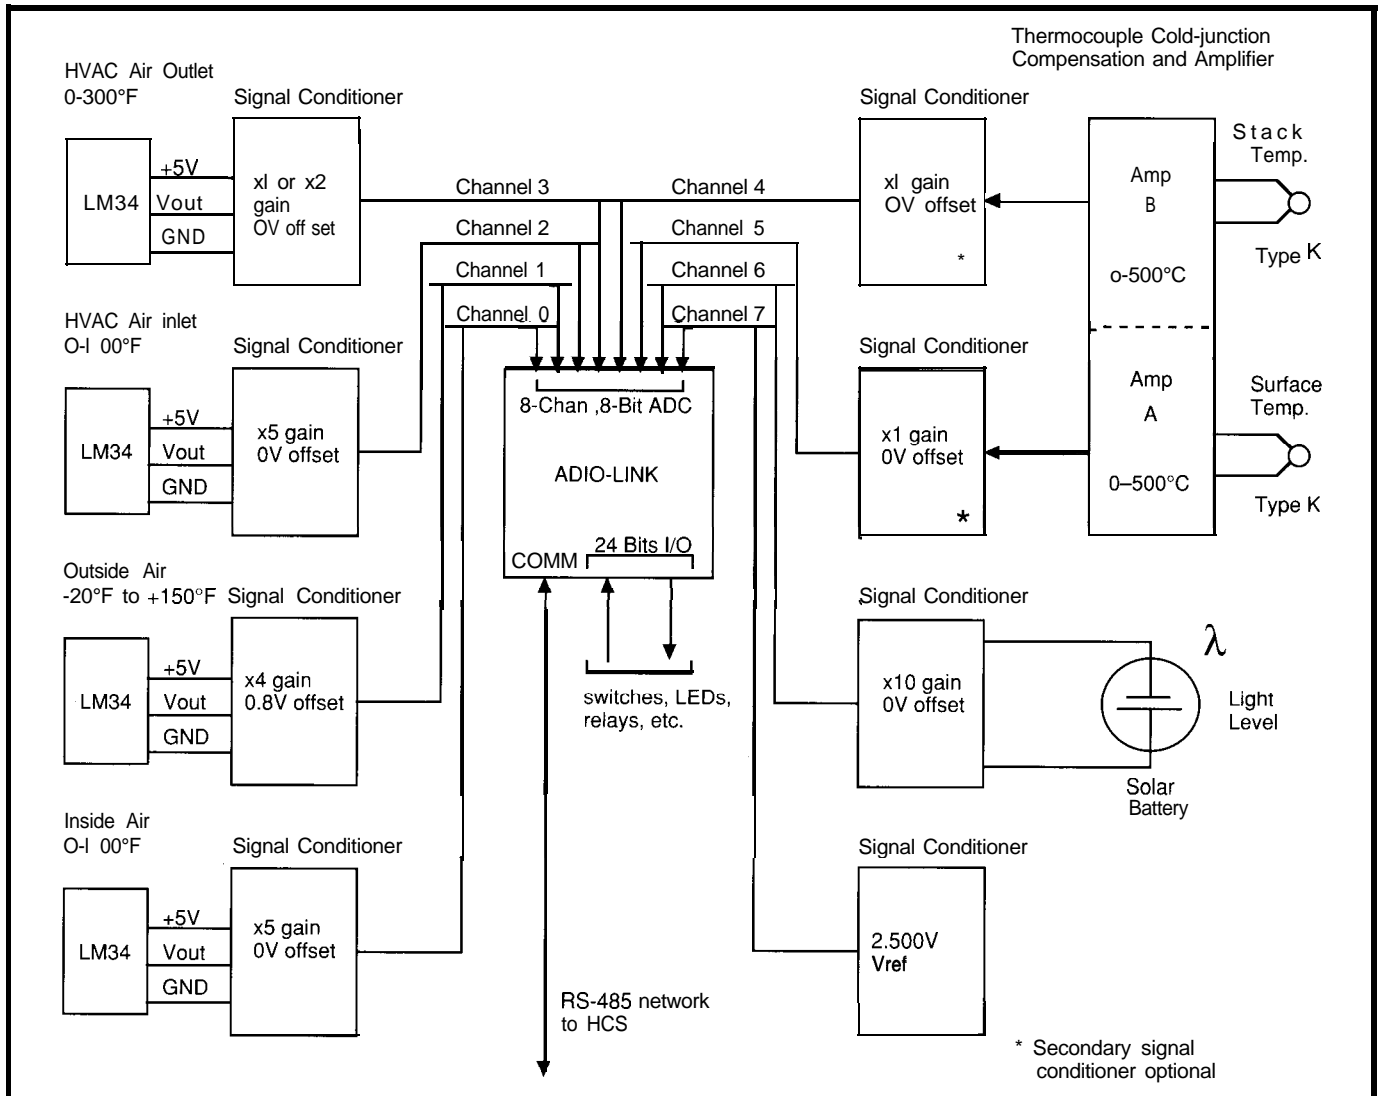 Thermocouple Cold-junction
Compensation and Amplifier
HVAC Air Outlet
0-300°F
Signal Conditioner
Signal Conditioner
LM34
+5V
Vout
GND
xl or x2
gain
OV off set
Channel 3
Channel 4
xl gain
OV offset
*
Amp
B
o-500°C
Stack
Temp.
Type K
Channel 2
Channel 5
Channel 1
Channel 6
Channel 0
Channel 7
HVAC Air inlet
O-l 00°F
Signal Conditioner
Signal Conditioner
LM34
+5V
Vout
GND
x5 gain
0V offset
8-Chan ,8-Bit ADC
ADIO-LINK
24 Bits I/O
COMM
x1 gain
0V offset
*
Amp
A
0–500°C
Surface
Temp.
Type K
Outside Air
-20°F to +150°F
Signal Conditioner
Signal Conditioner
LM34
+5V
Vout
GND
x4 gain
0.8V offset
switches, LEDs,
relays, etc.
x10 gain
0V offset
λ
Light
Level
Solar
Battery
Inside Air
O-l 00°F
Signal Conditioner
Signal Conditioner
LM34
+5V
Vout
GND
x5 gain
0V offset
2.500V
Vref
RS-485 network
to HCS
* Secondary signal
conditioner optional